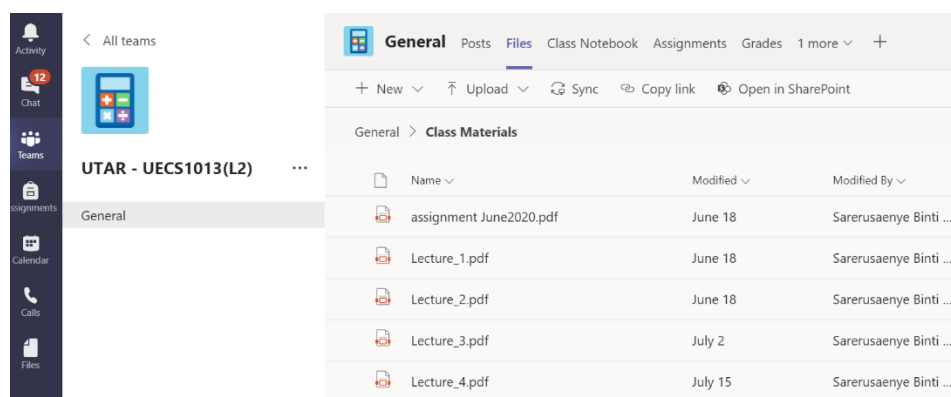 Activity
12
Chat
Teams
ssignments
Calendar
Calls
Files
All teams
UTAR - UECS1013(L2) ...
General
General Posts Files Class Notebook Assignments Grades 1 more +
+ New Upload Sync Copy link Open in SharePoint
General > Class Materials
Name Modified Modified By
assignment June2020.pdf June 18 Sarerusaenye Binti ...
Lecture_1.pdf June 18 Sarerusaenye Binti ...
Lecture_2.pdf June 18 Sarerusaenye Binti ...
Lecture_3.pdf July 2 Sarerusaenye Binti ...
Lecture_4.pdf July 15 Sarerusaenye Binti ...